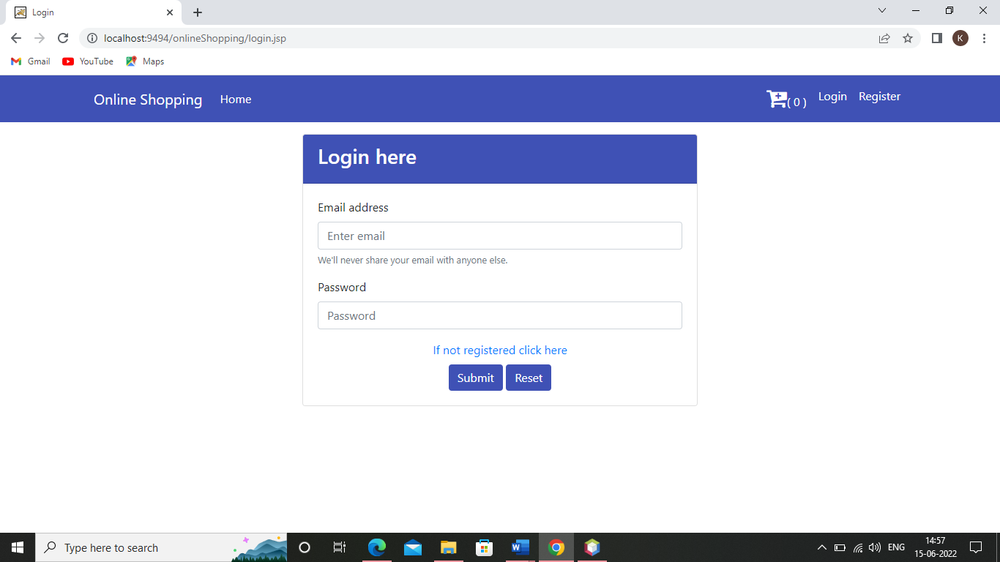 Login
localhost:9494/onlineShopping/login.jsp
K
Gmail YouTube Maps
Online Shopping Home ( 0 ) Login Register
Login here
Email address
Enter email
We'll never share your email with anyone else.
Password
Password
If not registered click here
Submit Reset
Type here to search
W
ENG
14:57
15-06-2022